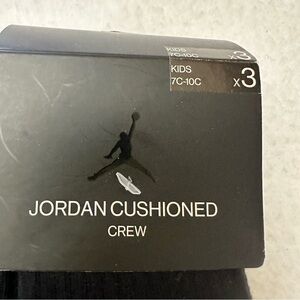 KIDS
7C-10C
x3
KIDS
7C-10C
x3
JORDAN CUSHIONED
CREW